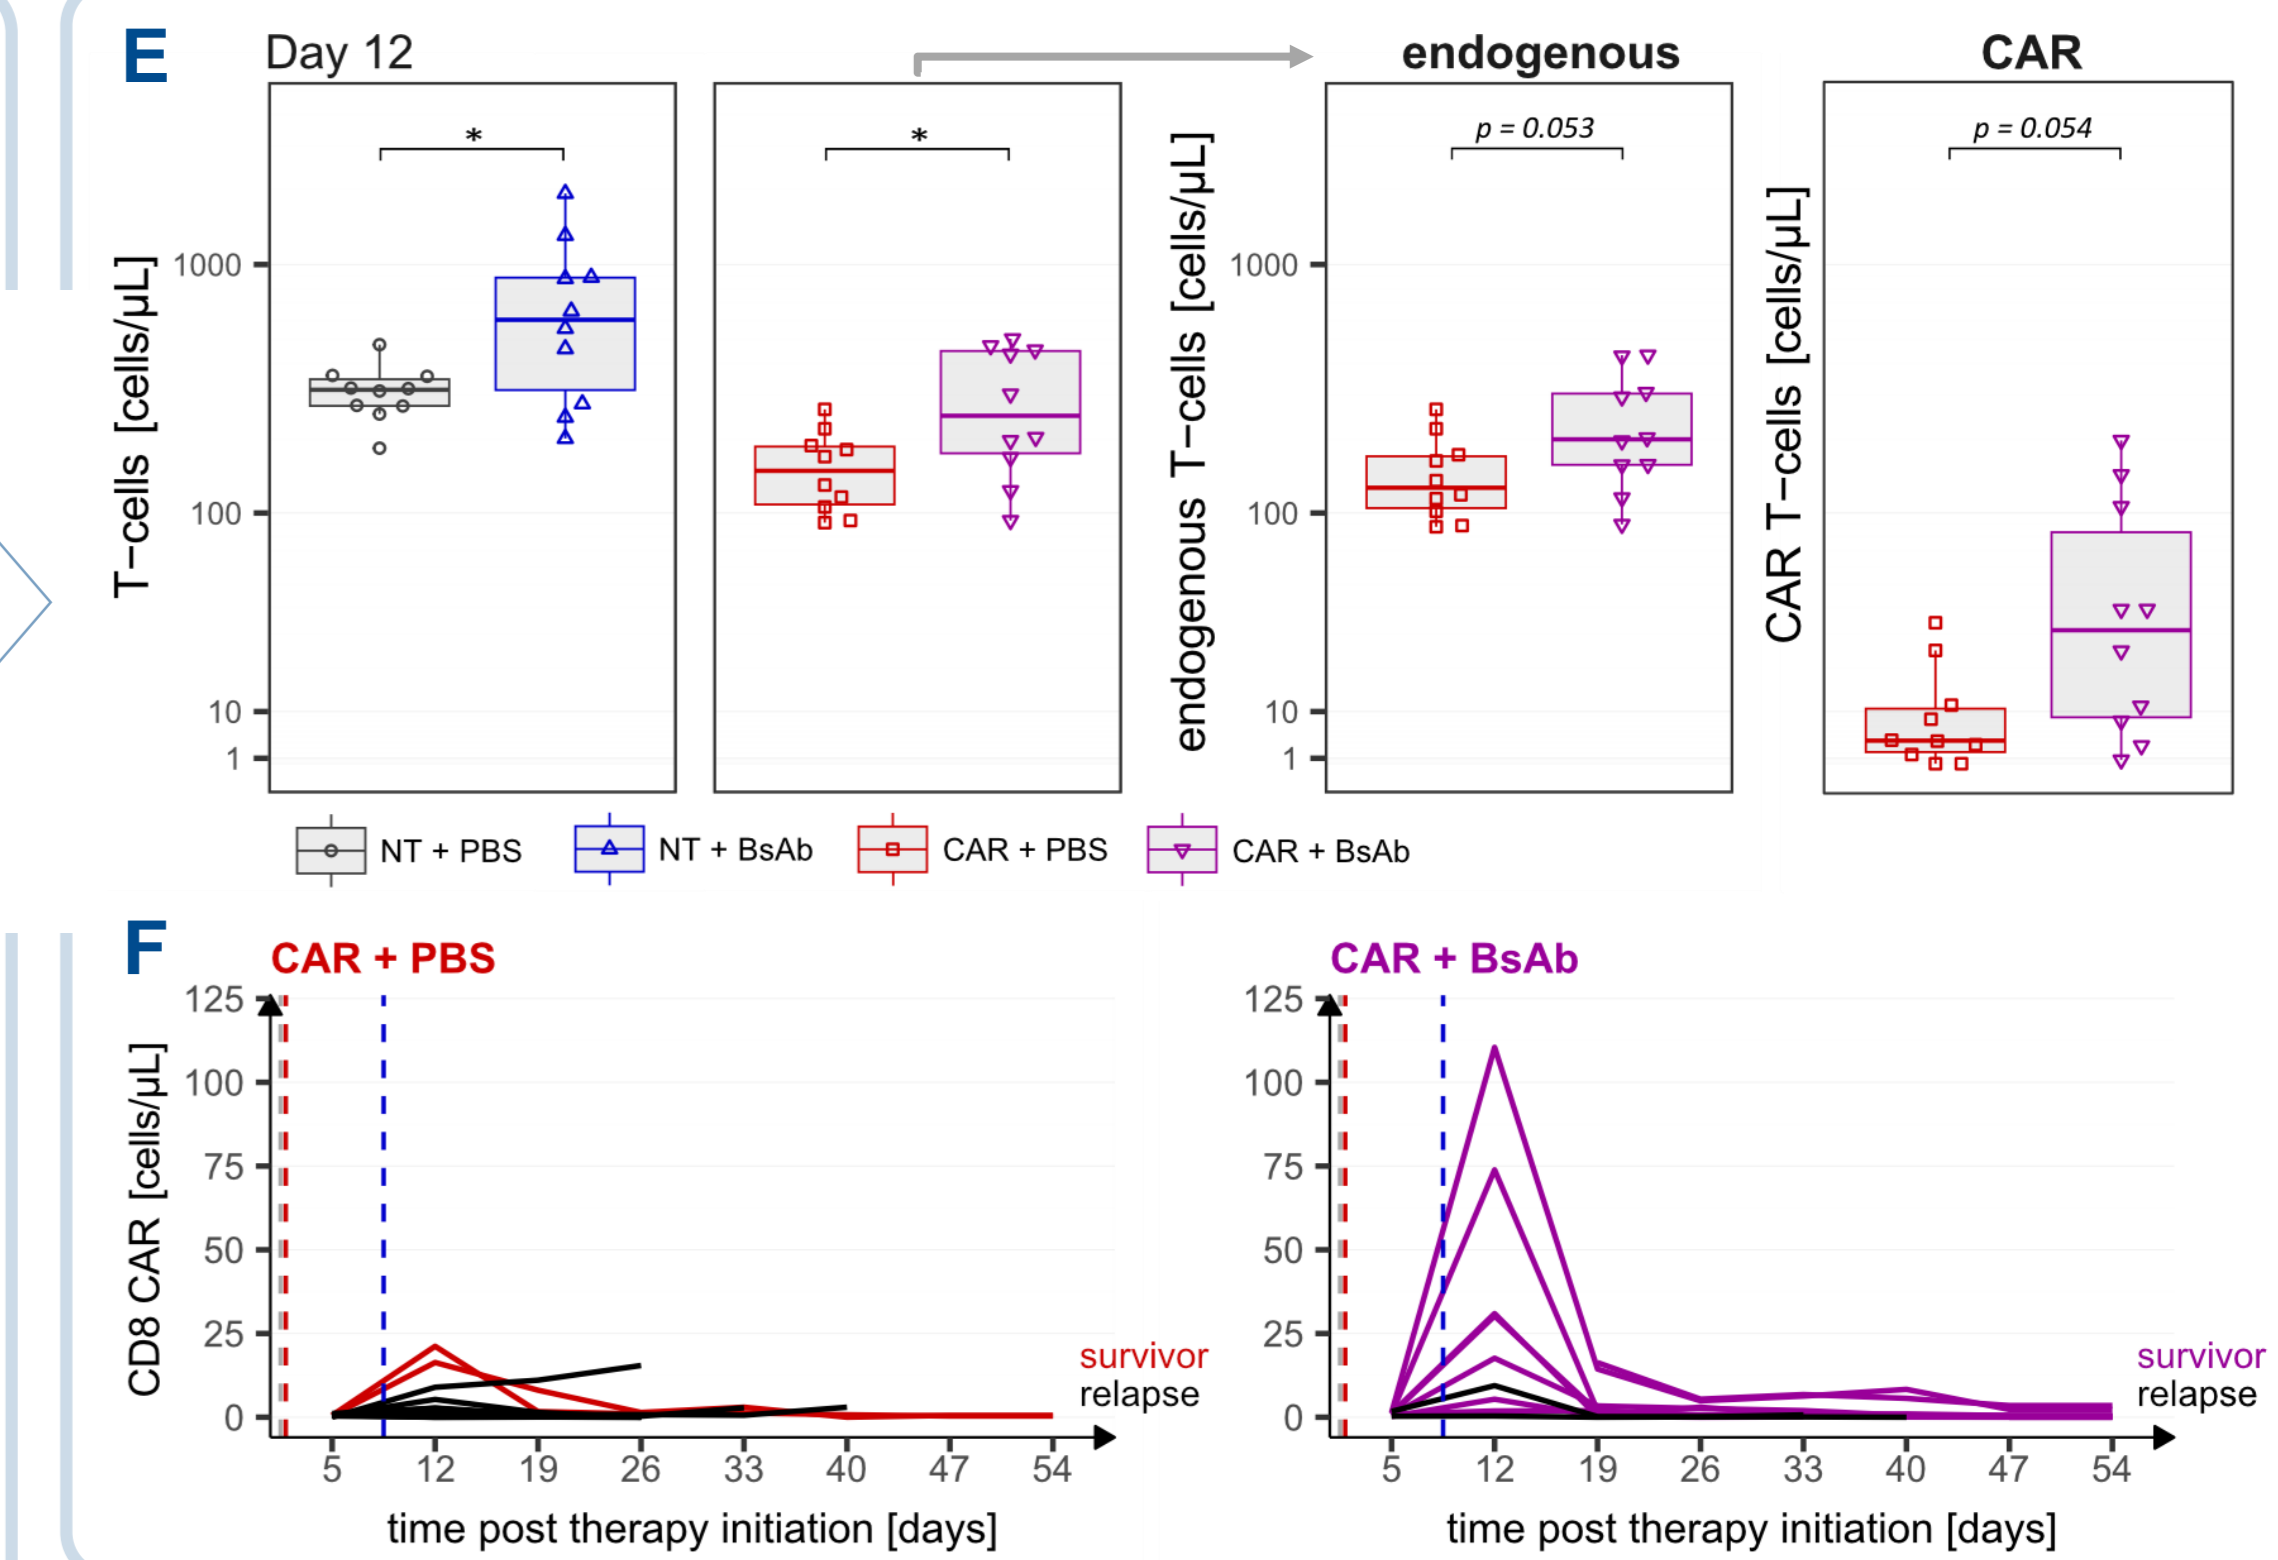 E
Day 12
endogenous
CAR
*
*
p = 0.053
p = 0.054
T−cells [cells/µL]
1000
100
10
1
endogenous T−cells [cells/µL]
1000
100
10
1
CAR T−cells [cells/µL]
NT + PBS
NT + BsAb
CAR + PBS
CAR + BsAb
F
CAR + PBS
CD8 CAR [cells/µL]
125
100
75
50
25
0
survivor
relapse
5 12 19 26 33 40 47 54
time post therapy initiation [days]
CAR + BsAb
125
100
75
50
25
0
survivor
relapse
5 12 19 26 33 40 47 54
time post therapy initiation [days]